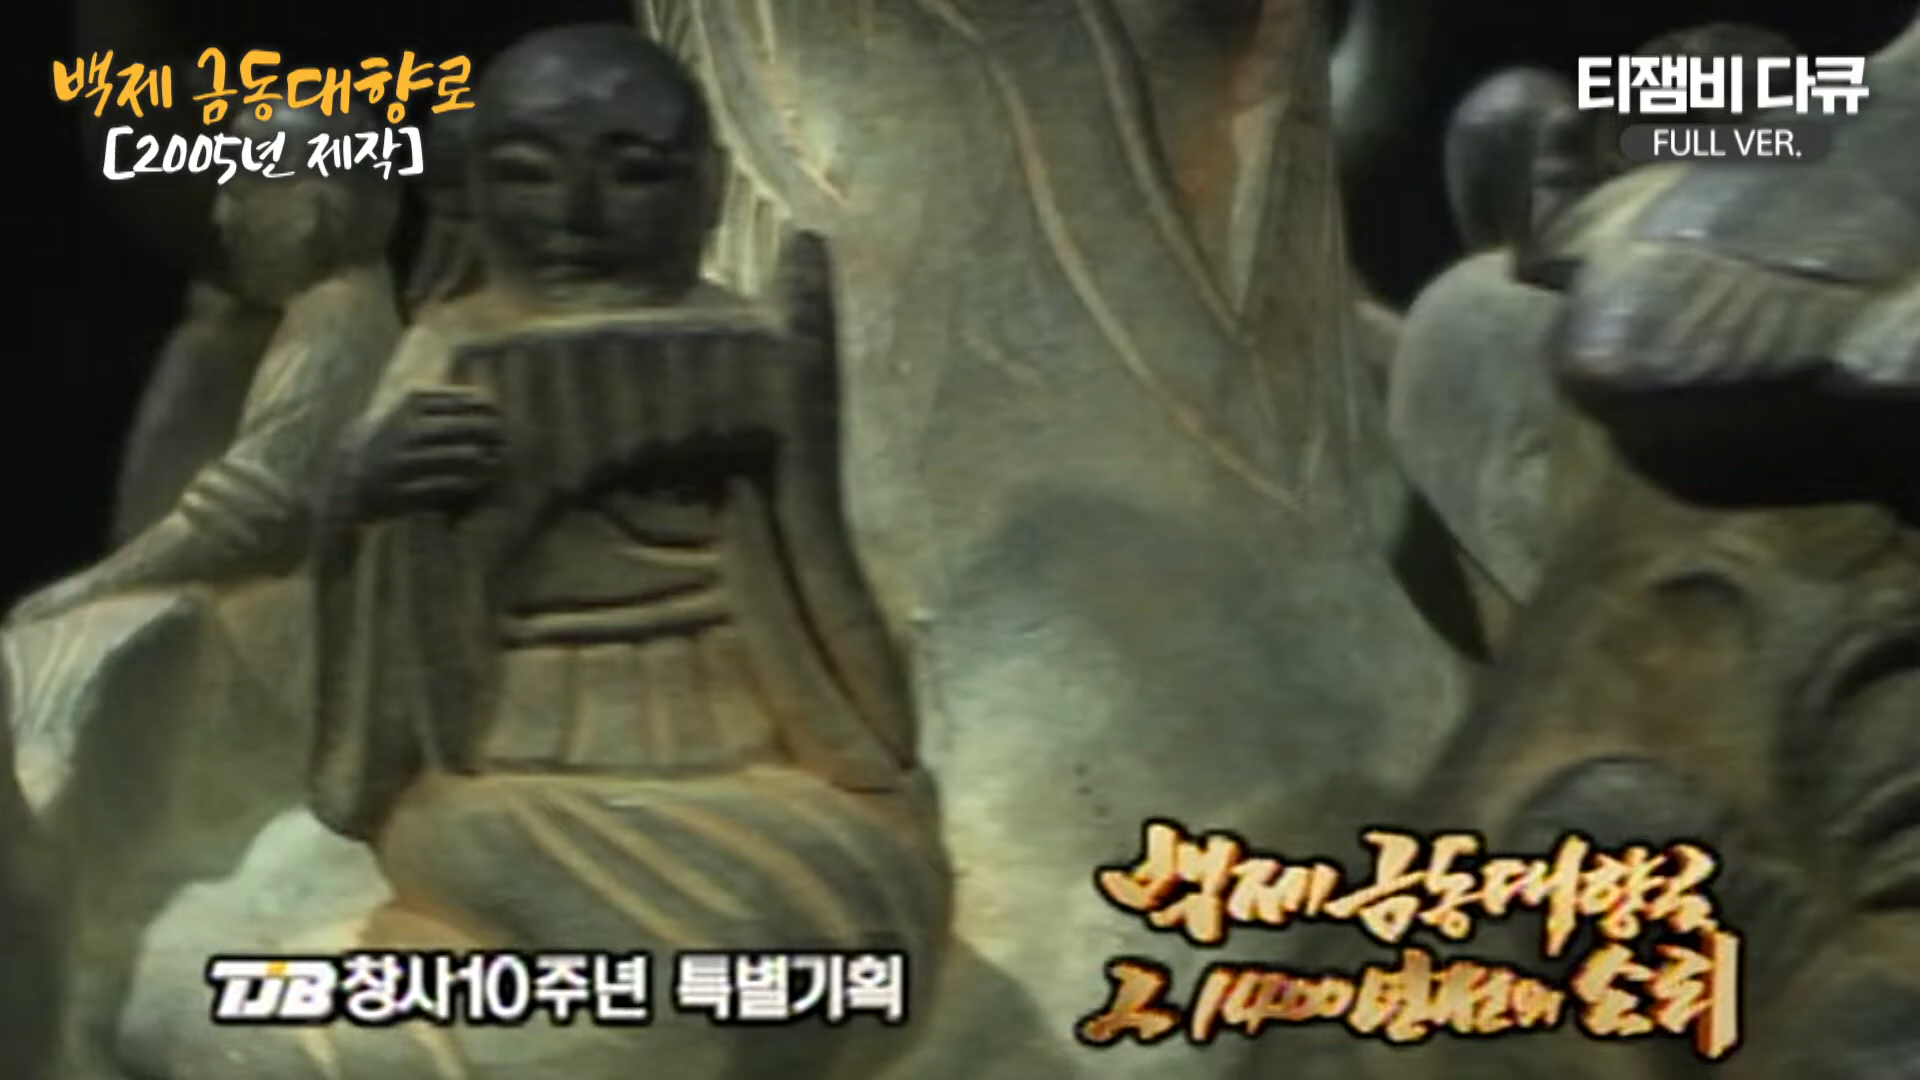 백제 금동대향로
[2005년 제작]
티잼비 다큐
FULL VER.
TJB 창사10주년 특별기획
백제 금동대향로
그 1400년전의 소리